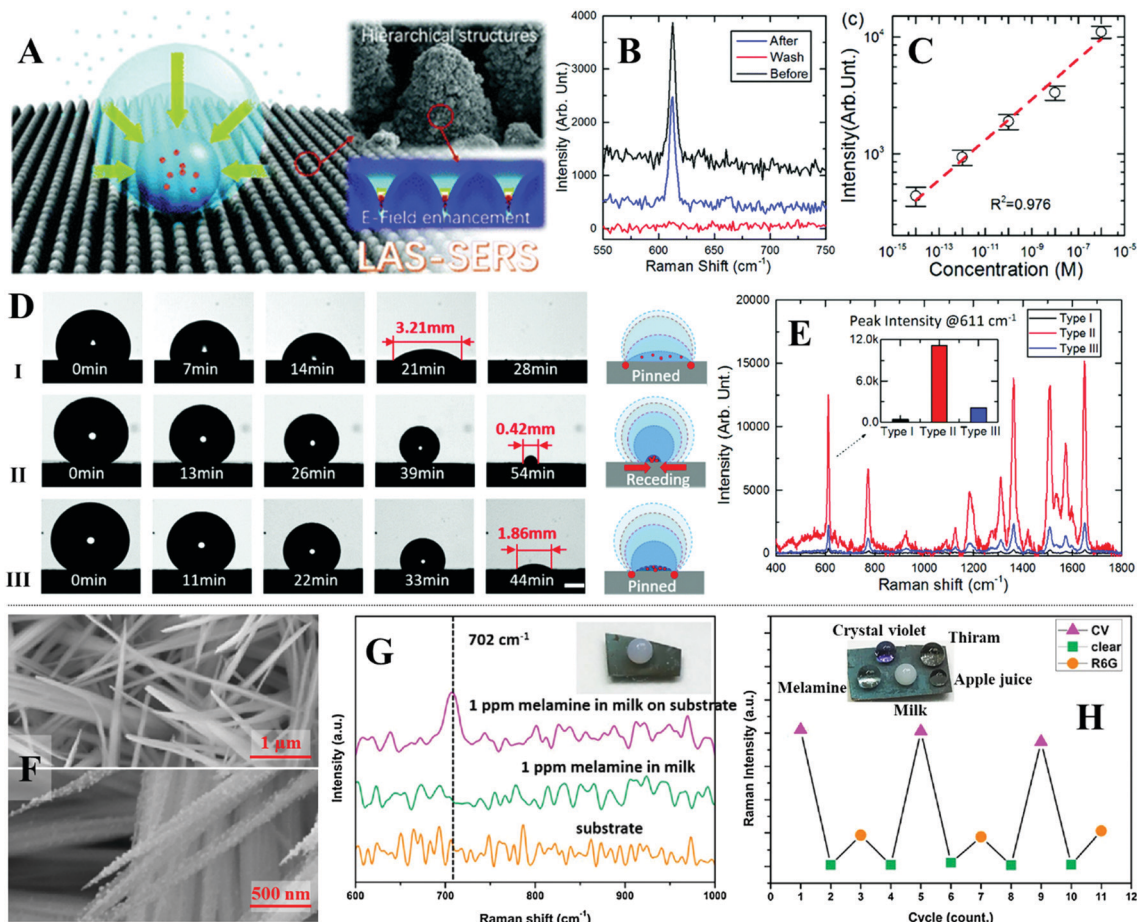 A
Hierarchical structures
E-Field enhancement
LAS-SERS
B
After
Wash
Before
4000
3000
2000
1000
0
Intensity (Arb. Unt.)
550 600 650 700 750
Raman Shift (cm⁻¹)
(c)
C
10⁴
10³
Intensity(Arb.Unt.)
R²=0.976
10⁻¹⁵ 10⁻¹³ 10⁻¹¹ 10⁻⁹ 10⁻⁷ 10⁻⁵
Concentration (M)
D
I
0min 7min 14min 21min 28min
3.21mm
Pinned
II
0min 13min 26min 39min 54min
0.42mm
Receding
III
0min 11min 22min 33min 44min
1.86mm
Pinned
E
Type I
Type II
Type III
Peak Intensity @611 cm⁻¹
12.0k
6.0k
0.0
Type I Type II Type III
20000
15000
10000
5000
0
Intensity (Arb. Unt.)
400 600 800 1000 1200 1400 1600 1800
Raman shift (cm⁻¹)
F
1 μm
500 nm
G
702 cm⁻¹
1 ppm melamine in milk on substrate
1 ppm melamine in milk
substrate
Intensity (a.u.)
600 700 800 900 1000
Raman shift (cm⁻¹)
H
CV
clear
R6G
Crystal violet
Thiram
Melamine
Apple juice
Milk
Raman Intensity (a.u.)
0 1 2 3 4 5 6 7 8 9 10 11 12
Cycle (count.)